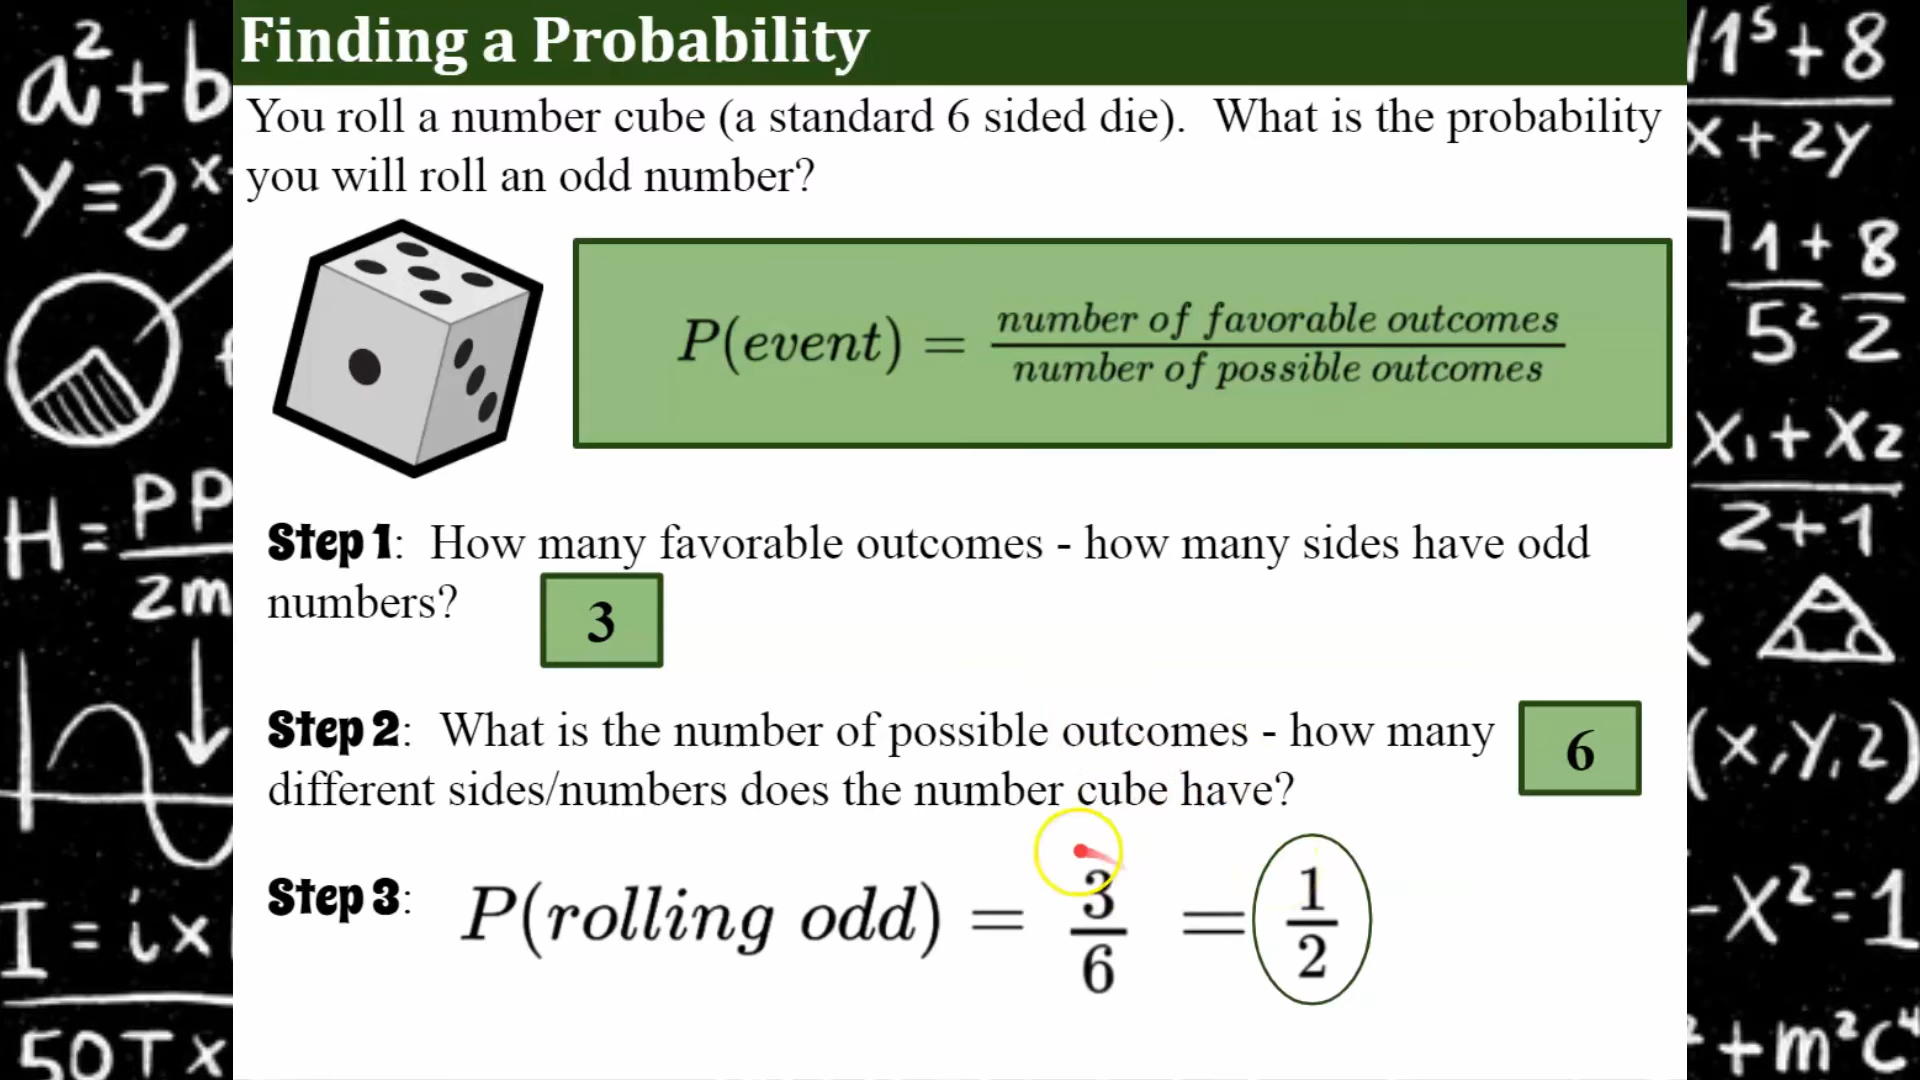 Finding a Probability
You roll a number cube (a standard 6 sided die).  What is the probability
you will roll an odd number?
P(event) = number of favorable outcomes
number of possible outcomes
Step 1:  How many favorable outcomes - how many sides have odd
numbers?
3
Step 2:  What is the number of possible outcomes - how many
different sides/numbers does the number cube have?
6
Step 3:
P(rolling odd) = 3/6 = 1/2
a² + b
Y = 2ˣ
H = PP
2m
I = ix
50T x
1⁵ + 8
x + 2y
1 + 8
5² 2
X₁ + X₂
2 + 1
(x,y,2)
-X² = 1
² + m²c⁴